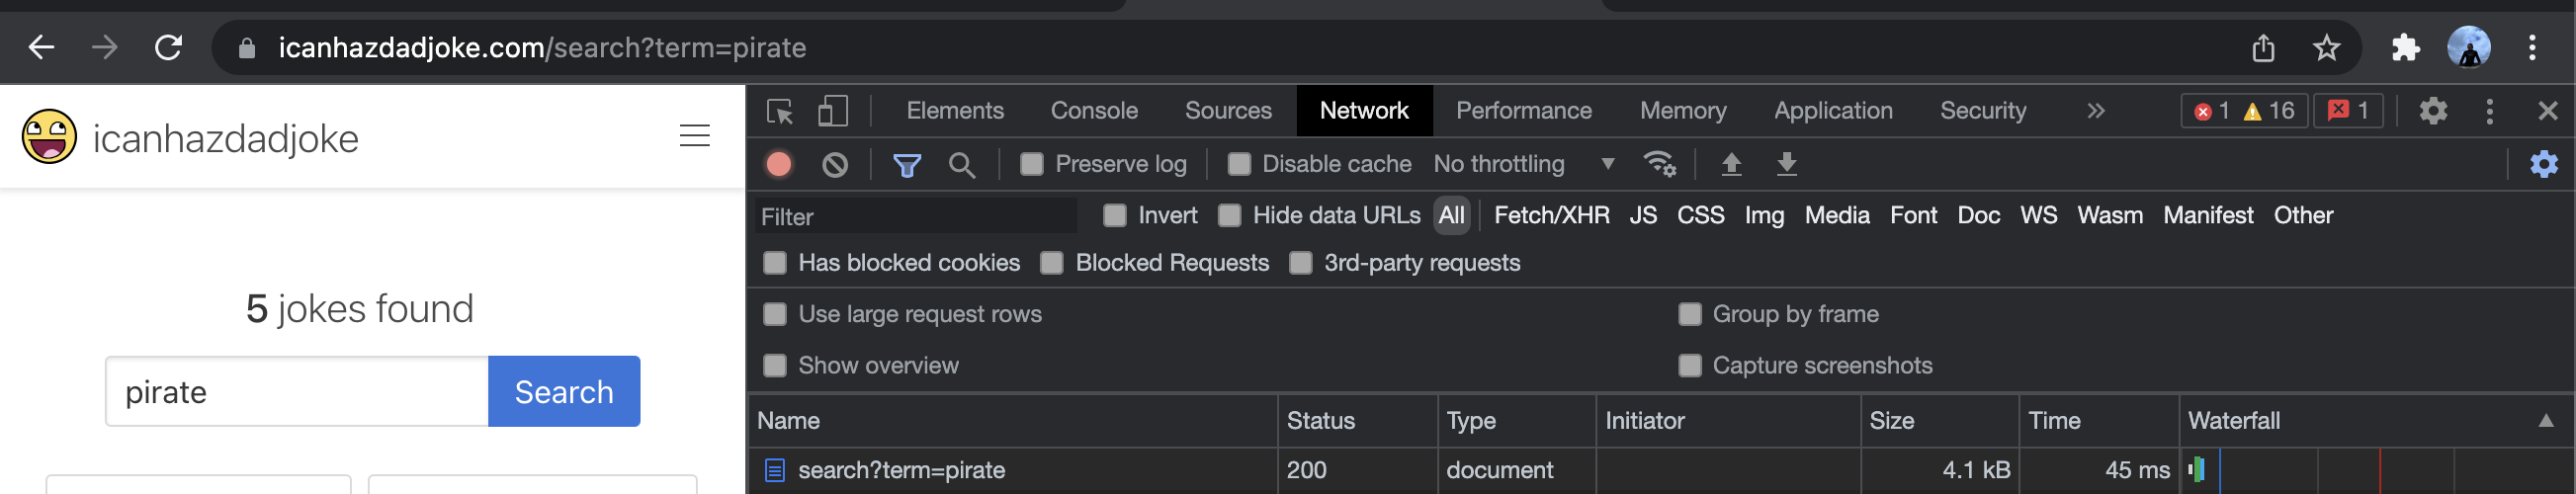 icanhazdadjoke.com/search?term=pirate
icanhazdadjoke
5 jokes found
pirate Search
Elements Console Sources Network Performance Memory Application Security » 1 16 1
Preserve log Disable cache No throttling
Filter Invert Hide data URLs All Fetch/XHR JS CSS Img Media Font Doc WS Wasm Manifest Other
Has blocked cookies Blocked Requests 3rd-party requests
Use large request rows Group by frame
Show overview Capture screenshots
Name Status Type Initiator Size Time Waterfall
search?term=pirate 200 document 4.1 kB 45 ms